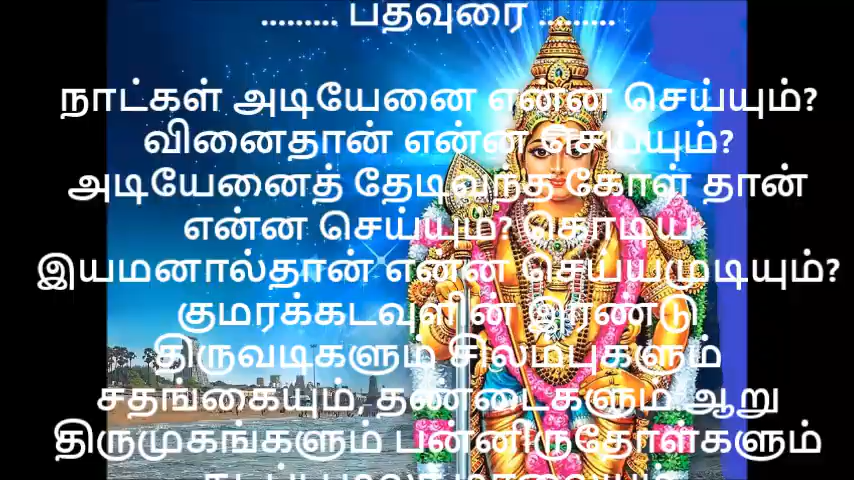 ......... பதவுரை .........
நாட்கள் அடியேனை என்ன செய்யும்?
வினைதான் என்ன செய்யும்?
அடியேனைத் தேடிவந்த கோள் தான்
என்ன செய்யும்? கொடிய
இயமனால்தான் என்ன செய்யமுடியும்?
குமரக்கடவுளின் இரண்டு
திருவடிகளும் சிலம்புகளும்
சதங்கையும், தண்டைகளும் ஆறு
திருமுகங்களும் பன்னிருதோள்களும்